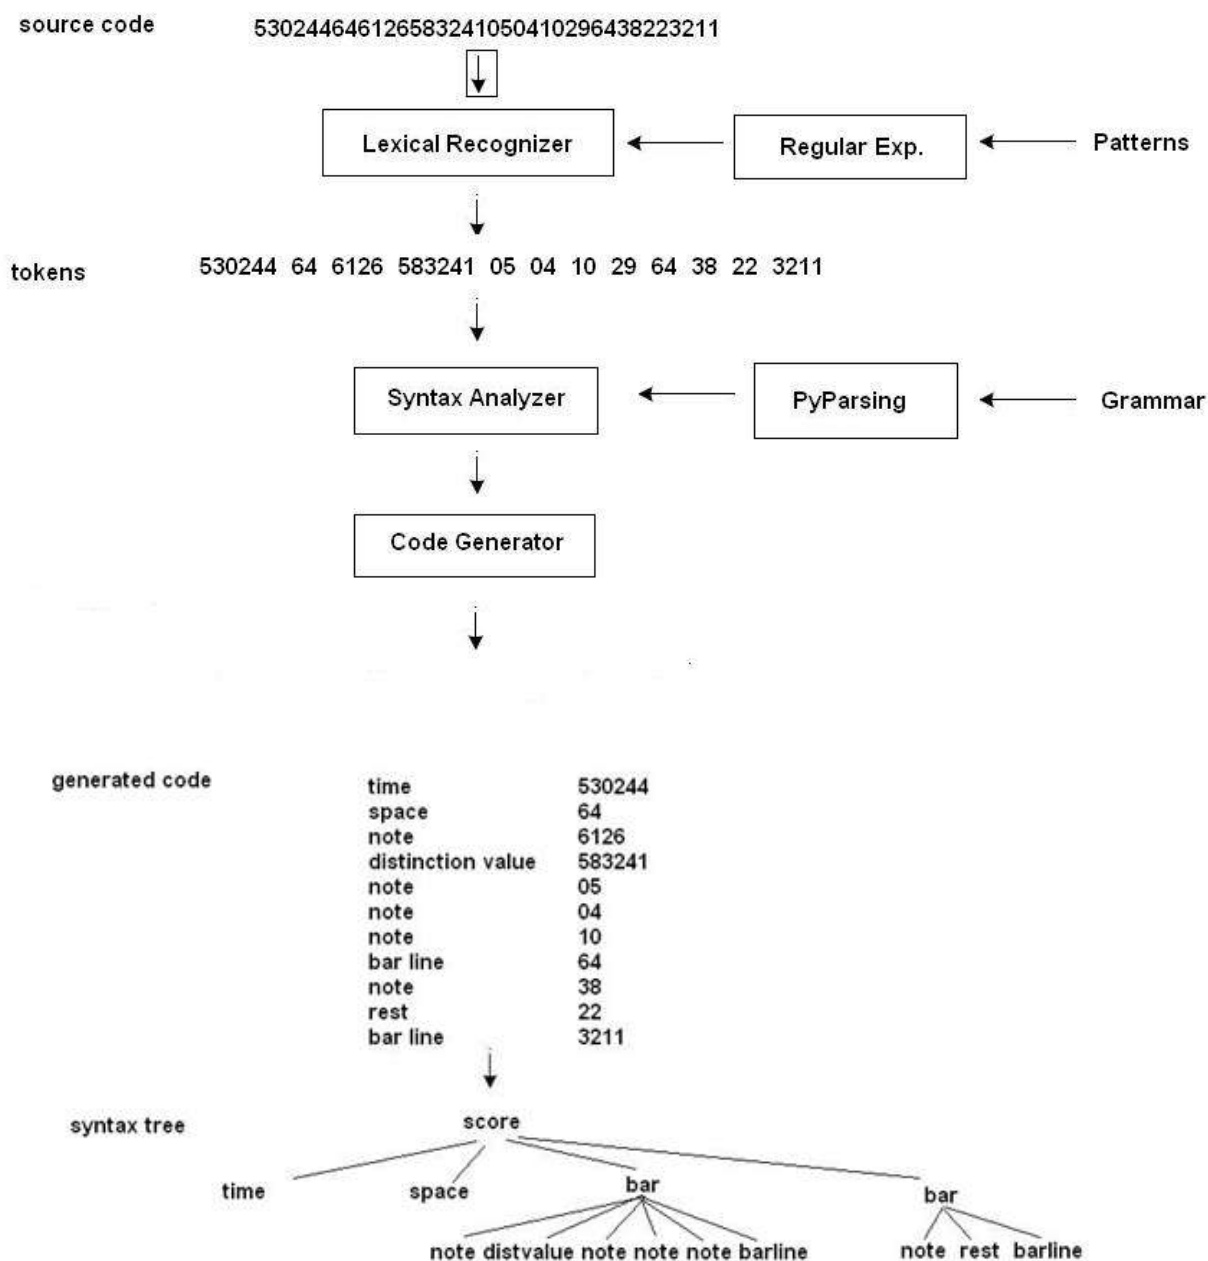 source code 530244646126583241050410296438223211
Lexical Recognizer Regular Exp. Patterns
tokens 530244 64 6126 583241 05 04 10 29 64 38 22 3211
Syntax Analyzer PyParsing Grammar
Code Generator
generated code
time 530244
space 64
note 6126
distinction value 583241
note 05
note 04
note 10
bar line 64
note 38
rest 22
bar line 3211
syntax tree score
time space bar bar
note distvalue note note note barline note rest barline